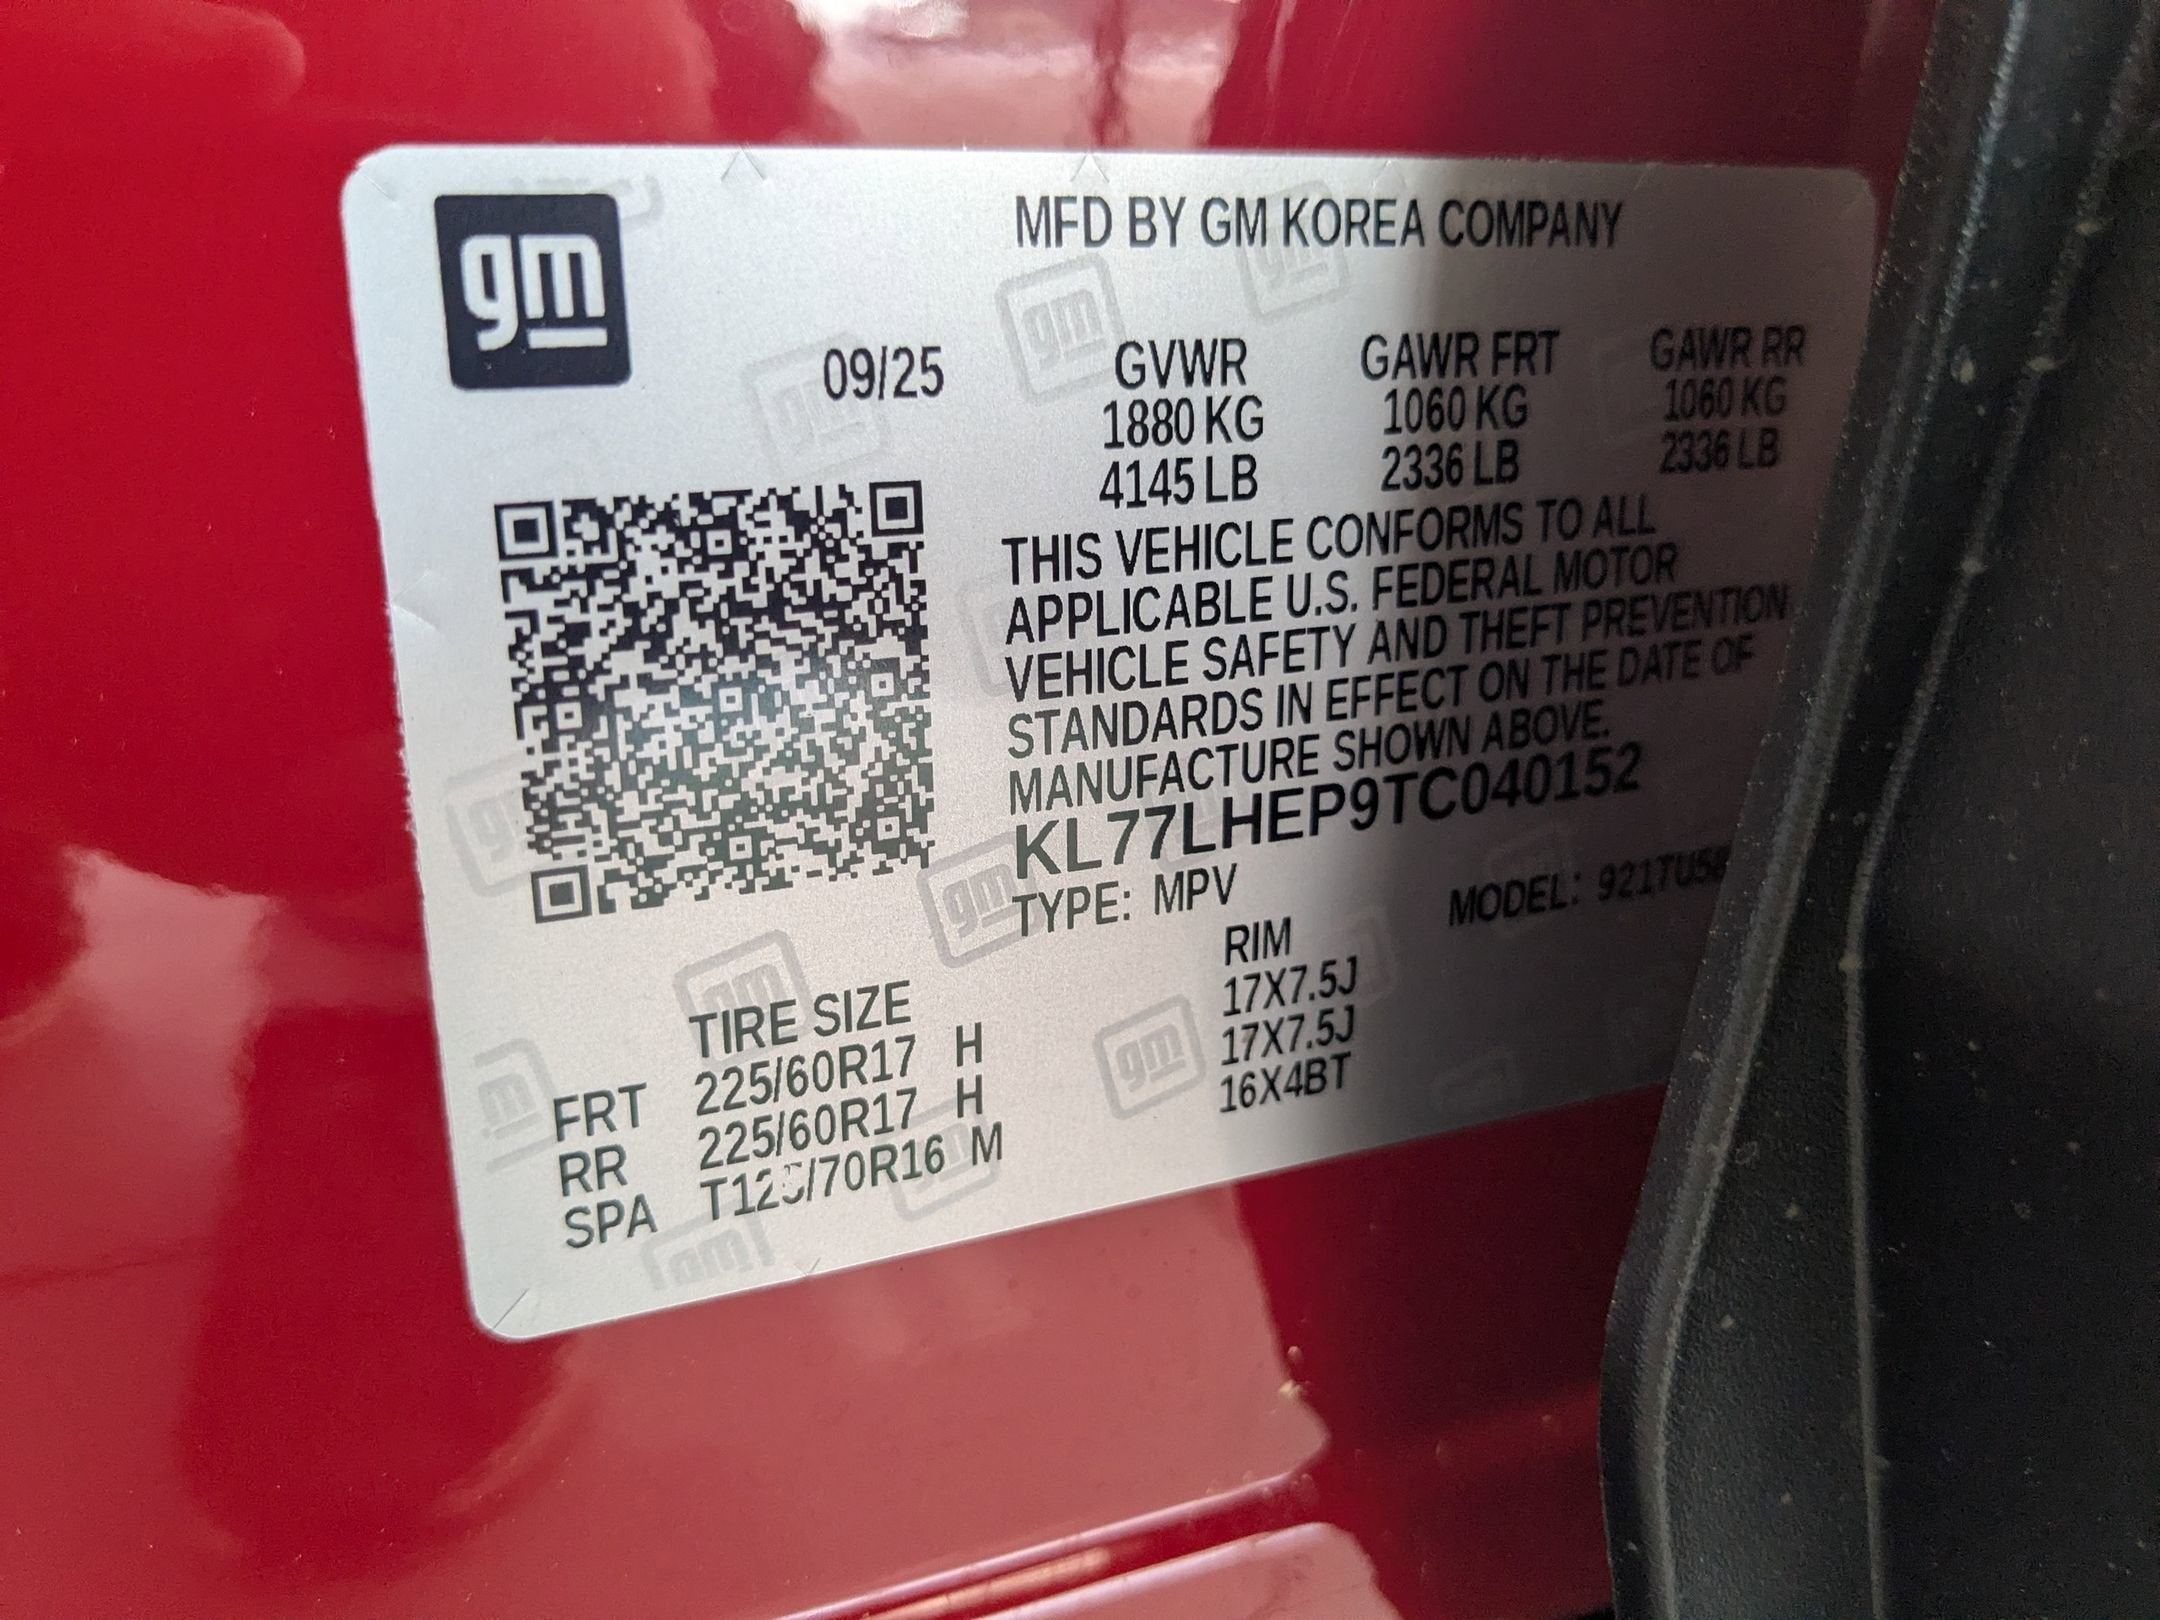 gm
MFD BY GM KOREA COMPANY
09/25
GVWR GAWR FRT GAWR RR
1880 KG 1060 KG 1060 KG
4145 LB 2336 LB 2336 LB
THIS VEHICLE CONFORMS TO ALL
APPLICABLE U.S. FEDERAL MOTOR
VEHICLE SAFETY AND THEFT PREVENTION
STANDARDS IN EFFECT ON THE DATE OF
MANUFACTURE SHOWN ABOVE.
KL77LHEP9TC040152
TYPE: MPV MODEL:
TIRE SIZE RIM
FRT 225/60R17 H 17X7.5J
RR 225/60R17 H 17X7.5J
SPA T125/70R16 M 16X4BT